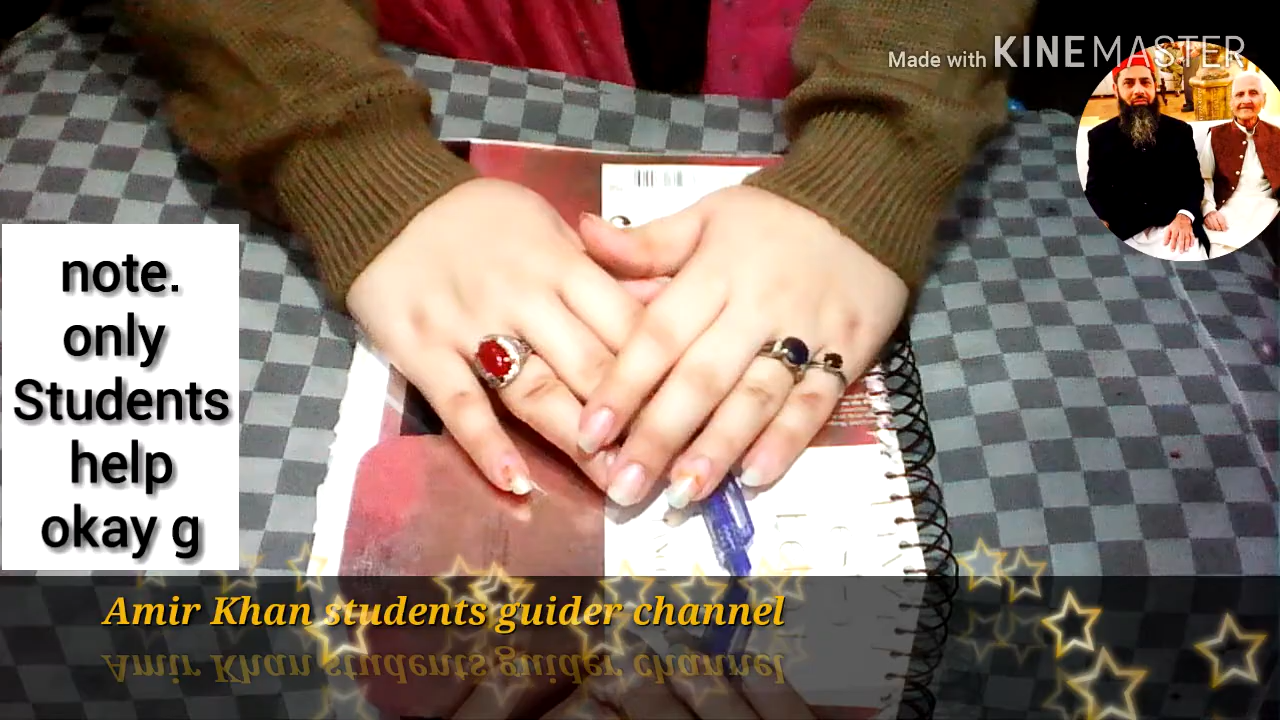 Made with KINEMASTER
note.
only
Students
help
okay g
Amir Khan students guider channel